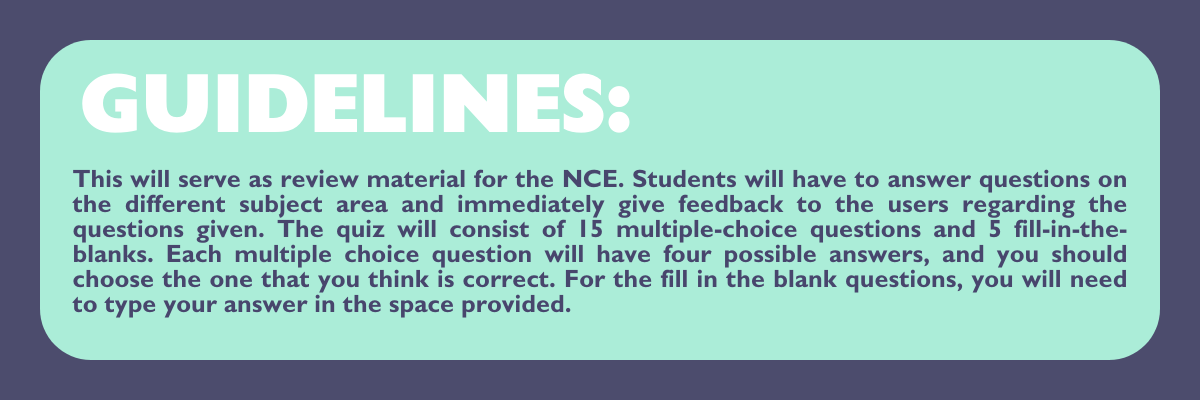 GUIDELINES:
This will serve as review material for the NCE. Students will have to answer questions on
the different subject area and immediately give feedback to the users regarding the
questions given. The quiz will consist of 15 multiple-choice questions and 5 fill-in-the-
blanks. Each multiple choice question will have four possible answers, and you should
choose the one that you think is correct. For the fill in the blank questions, you will need
to type your answer in the space provided.